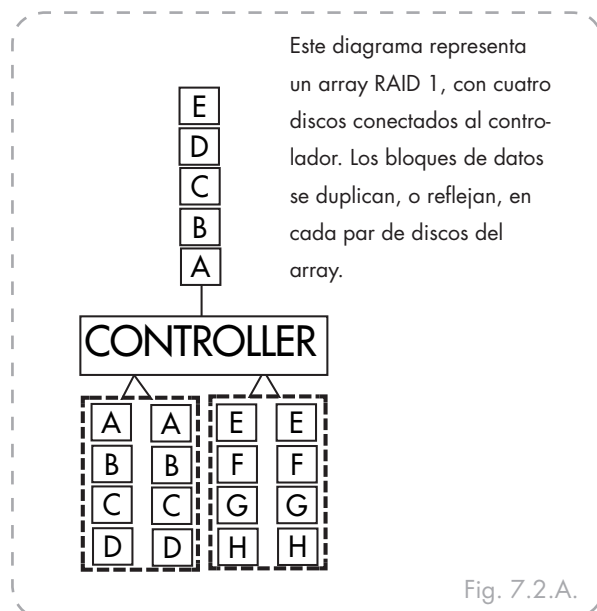 Este diagrama representa
un array RAID 1, con cuatro
discos conectados al contro-
lador. Los bloques de datos
se duplican, o reflejan, en
cada par de discos del
array.
E
D
C
B
A
CONTROLLER
A A E E
B B F F
C C G G
D D H H
Fig. 7.2.A.